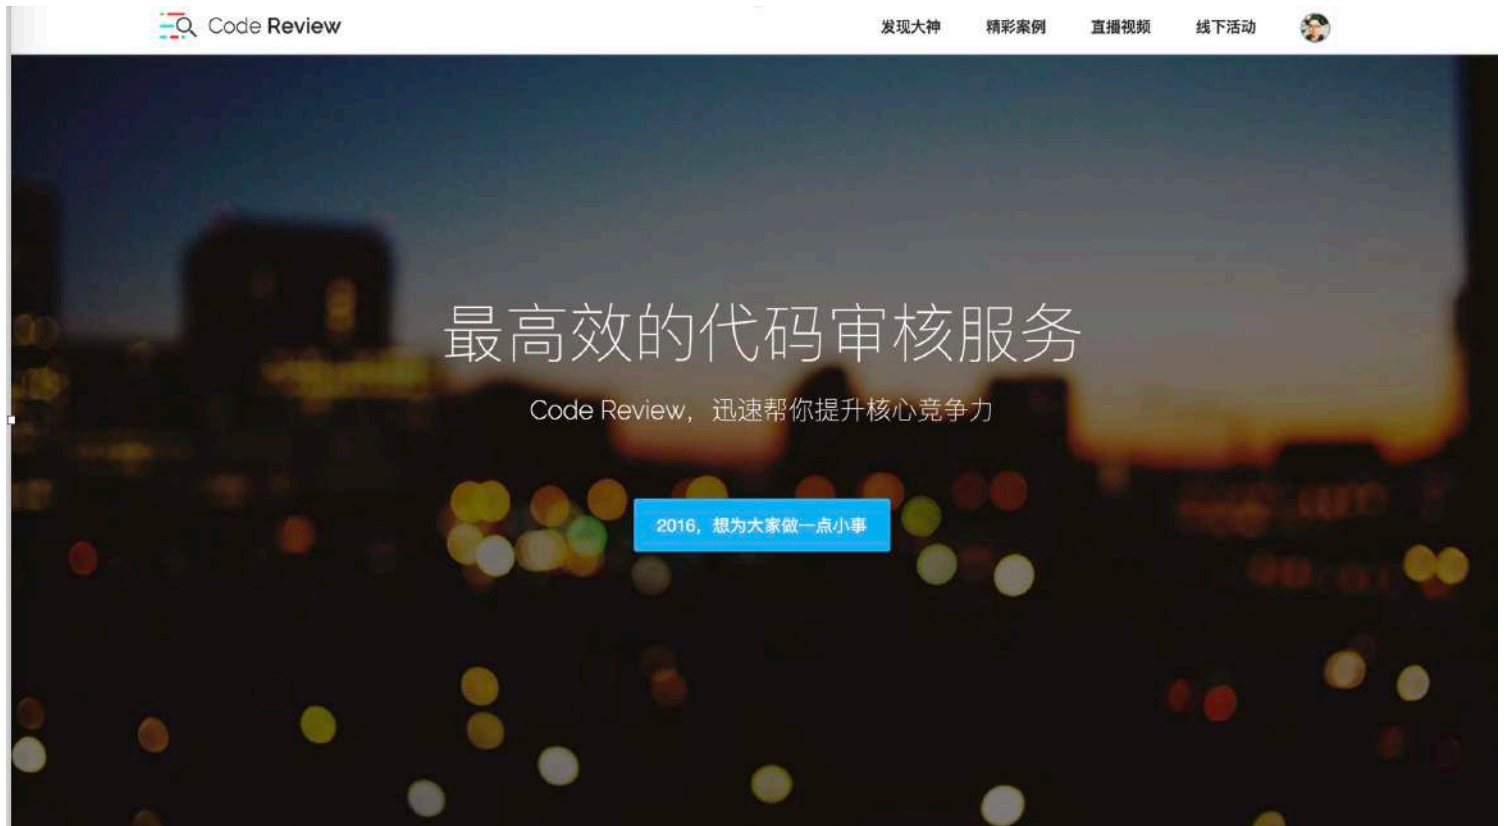 Code Review
发现大神
精彩案例
直播视频
线下活动
最高效的代码审核服务
Code Review，迅速帮你提升核心竞争力
2016，想为大家做一点小事